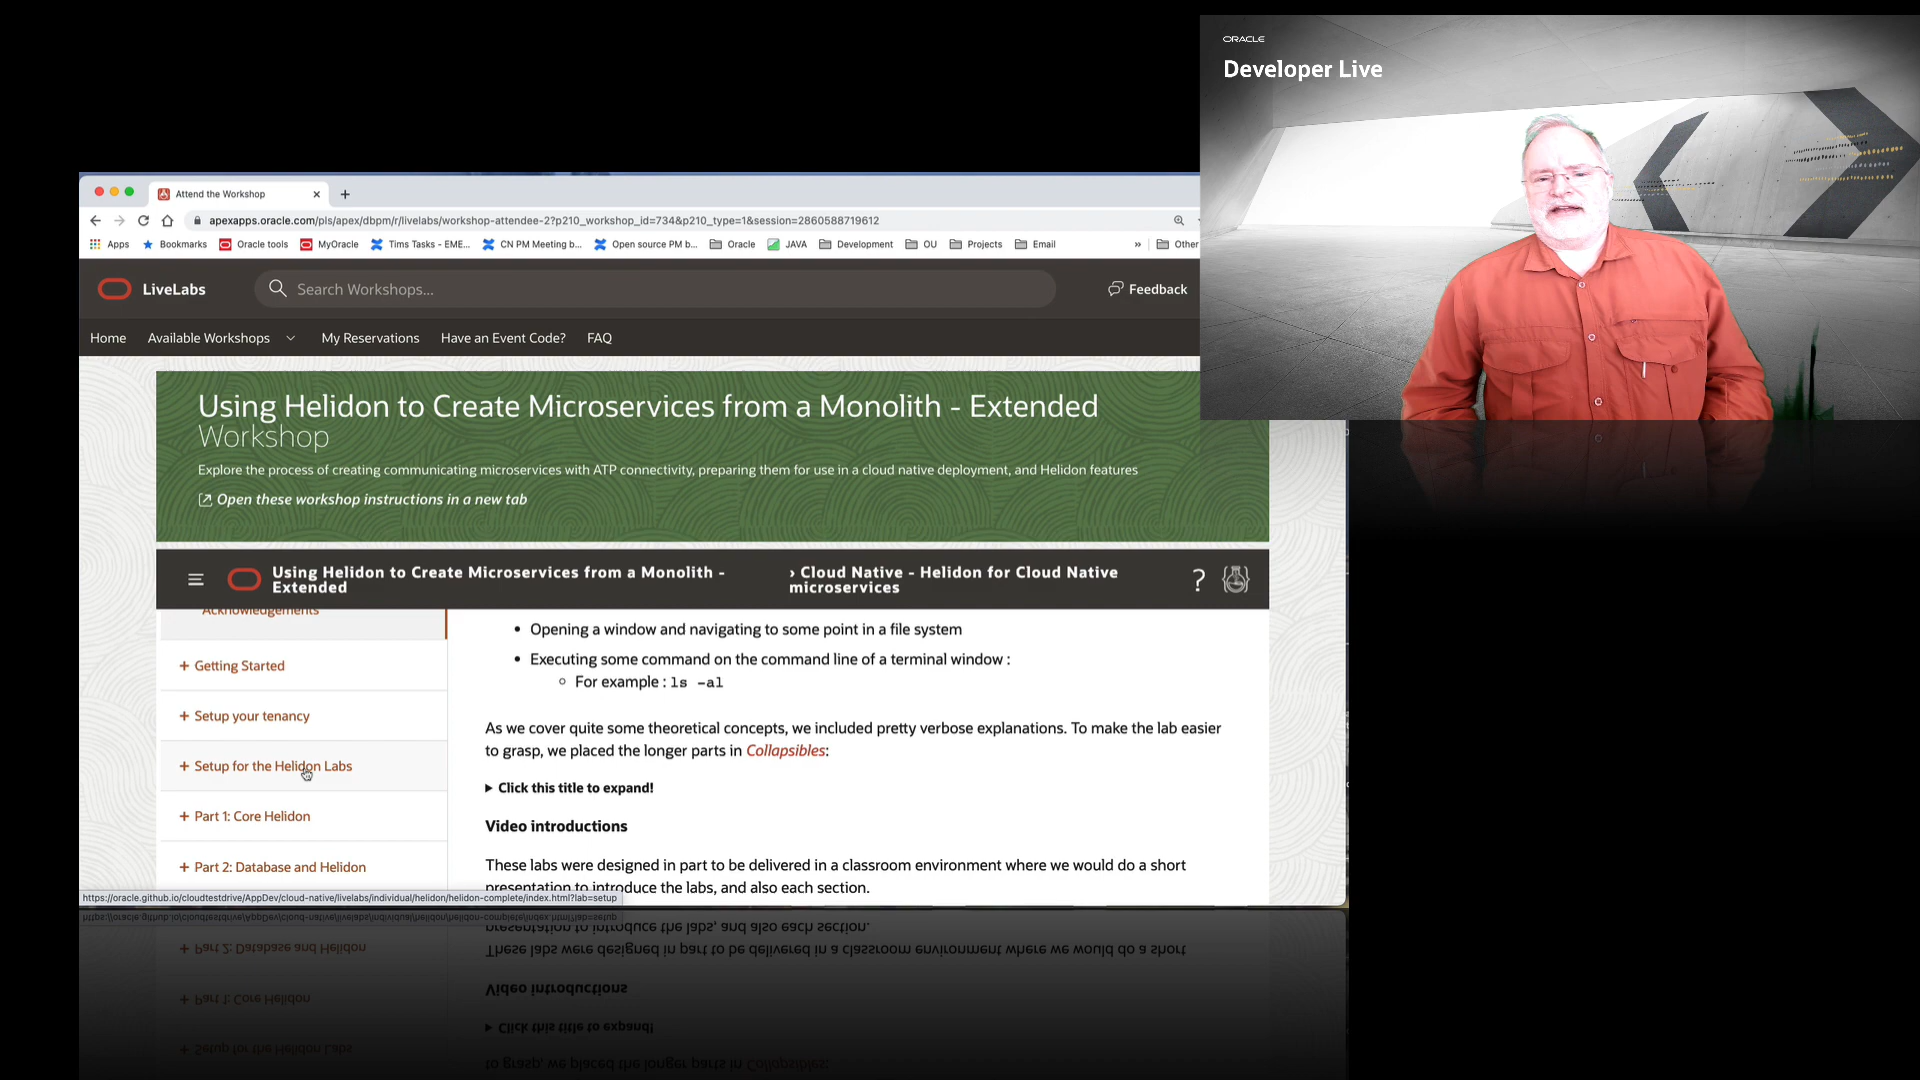 ORACLE
Developer Live
Attend the Workshop
apexapps.oracle.com/pls/apex/dbpm/r/livelabs/workshop-attendee-2?p210_workshop_id=734&p210_type=1&session=2860588719612
Apps Bookmarks Oracle tools MyOracle Tims Tasks - EME... CN PM Meeting b... Open source PM b... Oracle JAVA Development OU Projects Email » Other
LiveLabs Search Workshops... Feedback
Home Available Workshops My Reservations Have an Event Code? FAQ
Using Helidon to Create Microservices from a Monolith - Extended
Workshop
Explore the process of creating communicating microservices with ATP connectivity, preparing them for use in a cloud native deployment, and Helidon features
Open these workshop instructions in a new tab
Using Helidon to Create Microservices from a Monolith -
Extended
› Cloud Native - Helidon for Cloud Native
microservices
?
Acknowledgements
+ Getting Started
+ Setup your tenancy
+ Setup for the Helidon Labs
+ Part 1: Core Helidon
+ Part 2: Database and Helidon
• Opening a window and navigating to some point in a file system
• Executing some command on the command line of a terminal window :
○ For example : ls -al
As we cover quite some theoretical concepts, we included pretty verbose explanations. To make the lab easier
to grasp, we placed the longer parts in Collapsibles:
▶ Click this title to expand!
Video introductions
These labs were designed in part to be delivered in a classroom environment where we would do a short
presentation to introduce the labs, and also each section.
https://oracle.github.io/cloudtestdrive/AppDev/cloud-native/livelabs/individual/helidon/helidon-complete/index.html?lab=setup